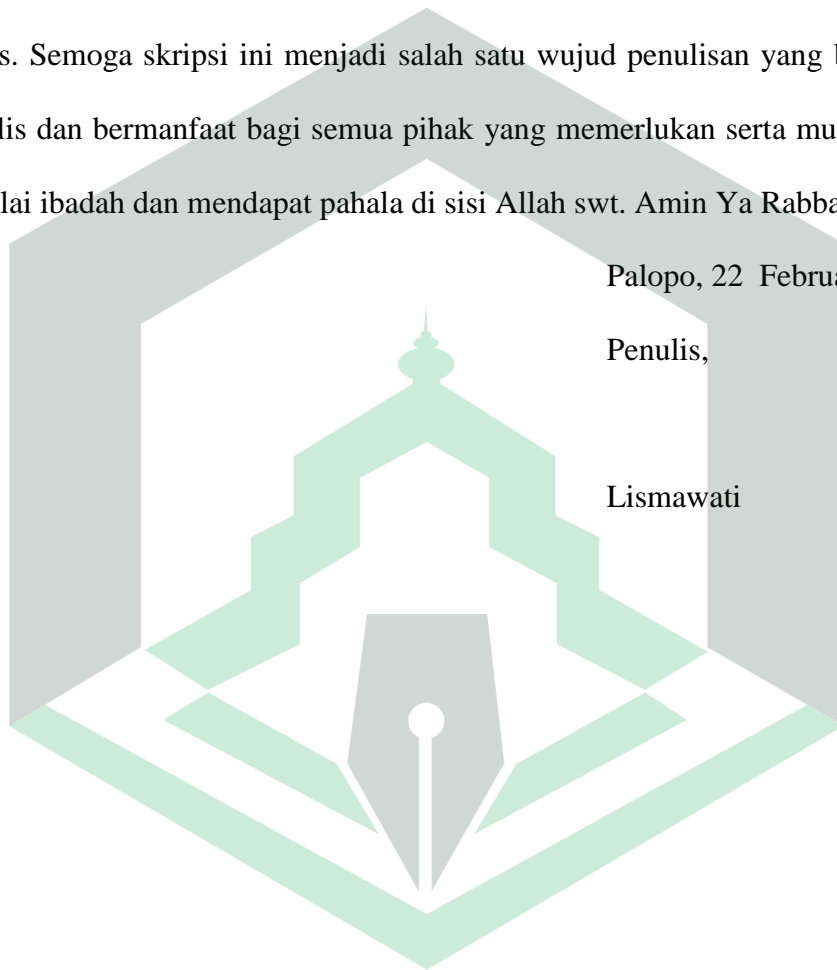 s. Semoga skripsi ini menjadi salah satu wujud penulisan yang
lis dan bermanfaat bagi semua pihak yang memerlukan serta mu
lai ibadah dan mendapat pahala di sisi Allah swt. Amin Ya Rabba
Palopo, 22 Februa
Penulis,
Lismawati